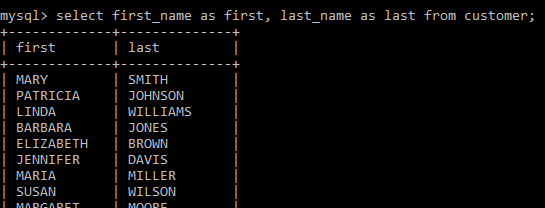 mysql> select first_name as first, last_name as last from customer;
+-------------+--------------+
| first       | last         |
+-------------+--------------+
| MARY        | SMITH        |
| PATRICIA    | JOHNSON      |
| LINDA       | WILLIAMS     |
| BARBARA     | JONES        |
| ELIZABETH   | BROWN        |
| JENNIFER    | DAVIS        |
| MARIA       | MILLER       |
| SUSAN       | WILSON       |
| MARGARET    | MOORE        |